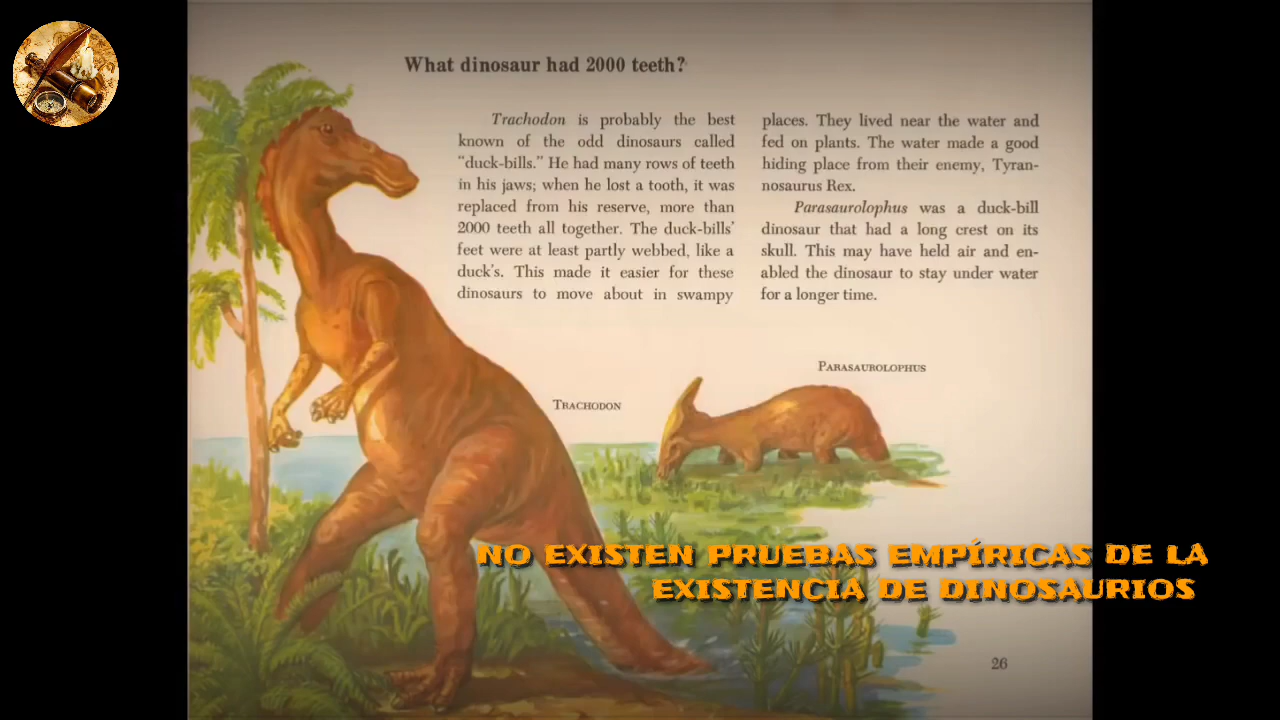 What dinosaur had 2000 teeth?
Trachodon is probably the best
known of the odd dinosaurs called
"duck-bills." He had many rows of teeth
in his jaws; when he lost a tooth, it was
replaced from his reserve, more than
2000 teeth all together. The duck-bills'
feet were at least partly webbed, like a
duck's. This made it easier for these
dinosaurs to move about in swampy
places. They lived near the water and
fed on plants. The water made a good
hiding place from their enemy, Tyran-
nosaurus Rex.
Parasaurolophus was a duck-bill
dinosaur that had a long crest on its
skull. This may have held air and en-
abled the dinosaur to stay under water
for a longer time.
PARASAUROLOPHUS
TRACHODON
NO EXISTEN PRUEBAS EMPÍRICAS DE LA
EXISTENCIA DE DINOSAURIOS
26